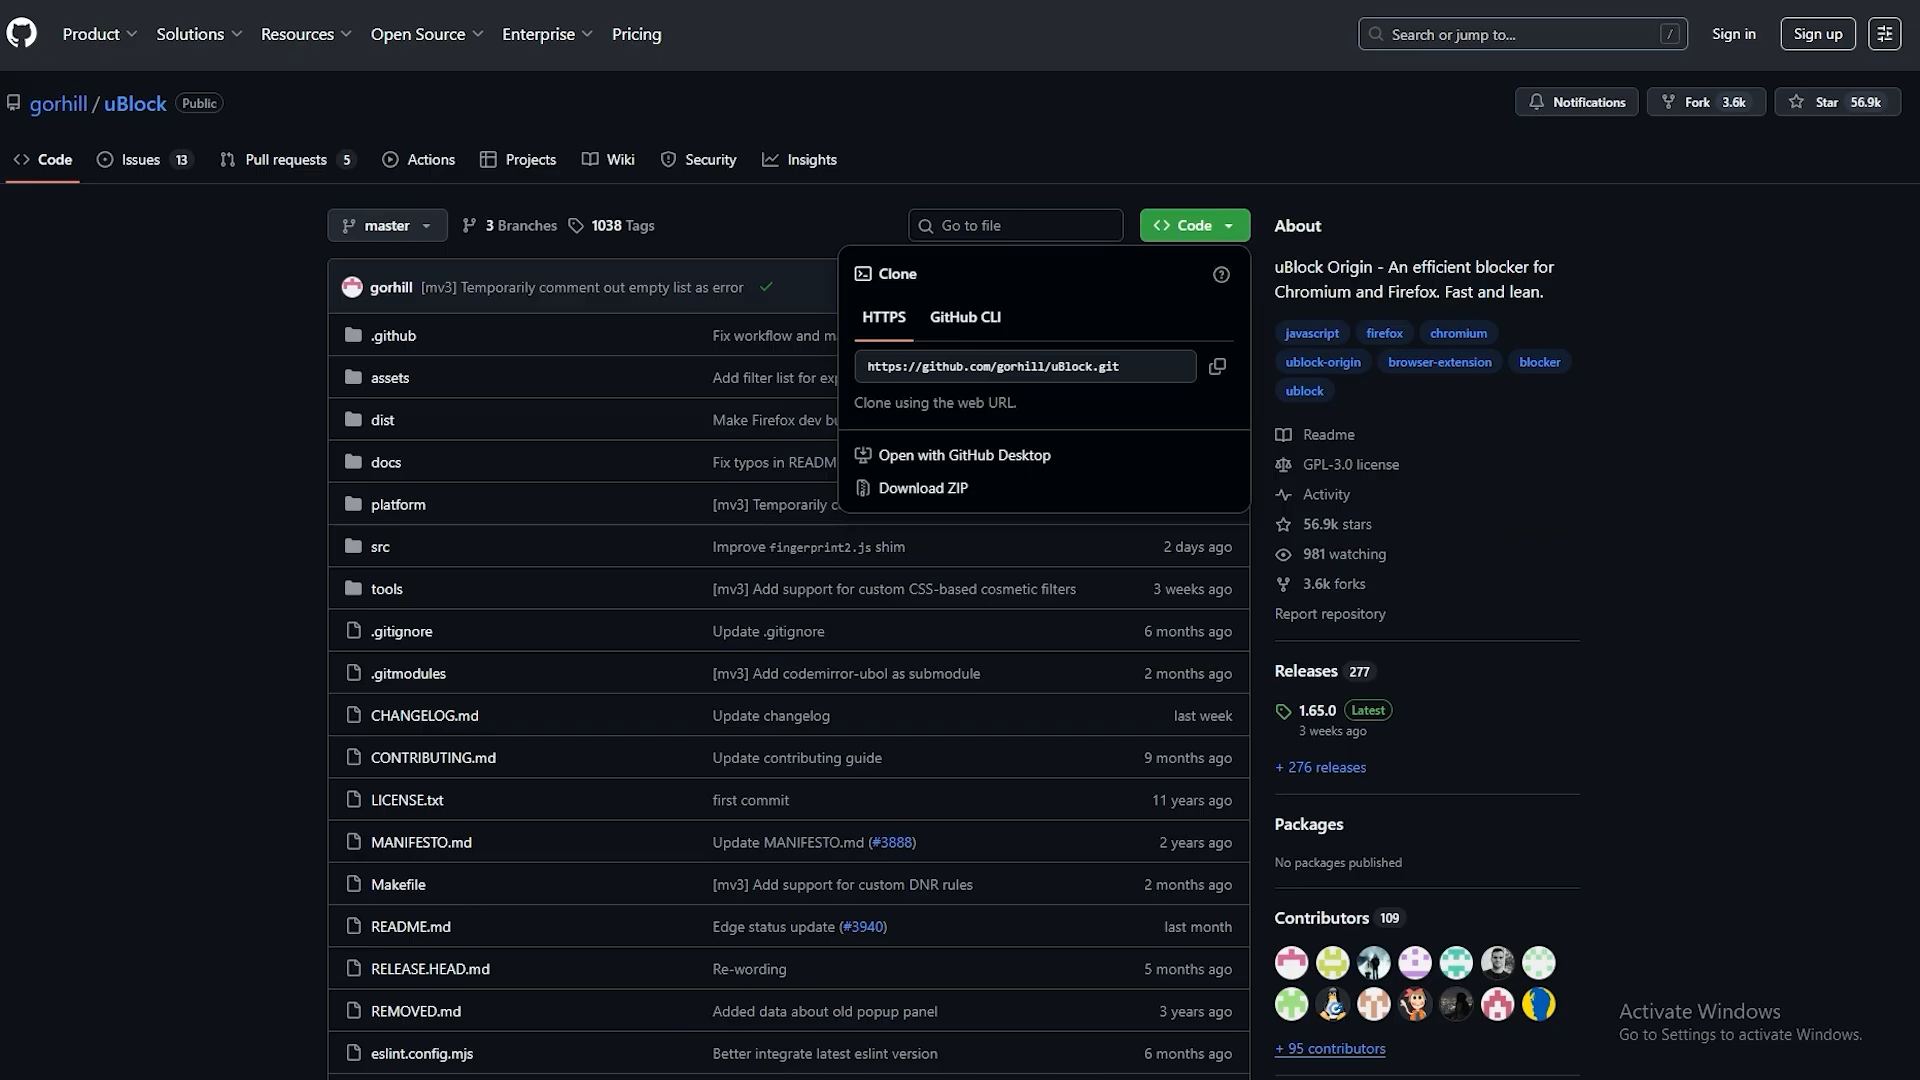 Product Solutions Resources Open Source Enterprise Pricing Search or jump to... / Sign in Sign up
gorhill / uBlock Public Notifications Fork 3.6k Star 56.9k
Code Issues 13 Pull requests 5 Actions Projects Wiki Security Insights
master 3 Branches 1038 Tags Go to file Code
gorhill [mv3] Temporarily comment out empty list as error
.github Fix workflow and m
assets Add filter list for exp
dist Make Firefox dev bu
docs Fix typos in READM
platform [mv3] Temporarily c
src Improve fingerprint2.js shim 2 days ago
tools [mv3] Add support for custom CSS-based cosmetic filters 3 weeks ago
.gitignore Update .gitignore 6 months ago
.gitmodules [mv3] Add codemirror-ubol as submodule 2 months ago
CHANGELOG.md Update changelog last week
CONTRIBUTING.md Update contributing guide 9 months ago
LICENSE.txt first commit 11 years ago
MANIFESTO.md Update MANIFESTO.md (#3888) 2 years ago
Makefile [mv3] Add support for custom DNR rules 2 months ago
README.md Edge status update (#3940) last month
RELEASE.HEAD.md Re-wording 5 months ago
REMOVED.md Added data about old popup panel 3 years ago
eslint.config.mjs Better integrate latest eslint version 6 months ago
Clone
HTTPS GitHub CLI
https://github.com/gorhill/uBlock.git
Clone using the web URL.
Open with GitHub Desktop
Download ZIP
About
uBlock Origin - An efficient blocker for
Chromium and Firefox. Fast and lean.
javascript firefox chromium
ublock-origin browser-extension blocker
ublock
Readme
GPL-3.0 license
Activity
56.9k stars
981 watching
3.6k forks
Report repository
Releases 277
1.65.0 Latest
3 weeks ago
+ 276 releases
Packages
No packages published
Contributors 109
+ 95 contributors
Activate Windows
Go to Settings to activate Windows.